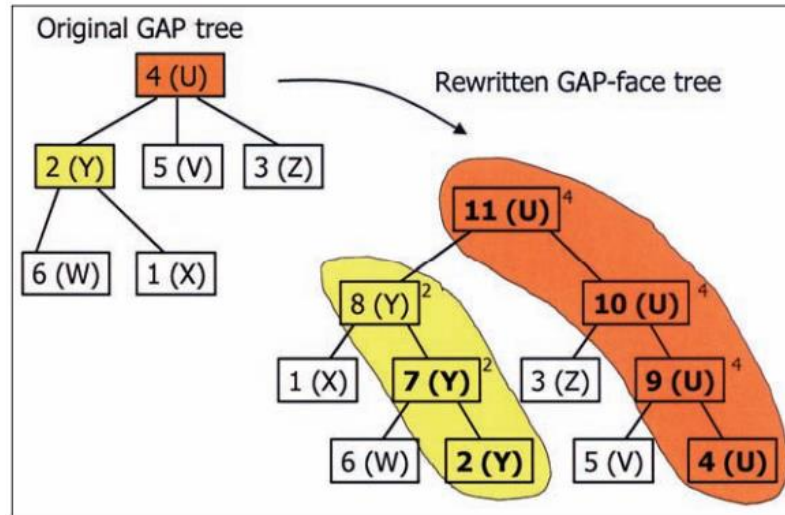 Original GAP tree
4 (U)
Rewritten GAP-face tree
2 (Y)
5 (V)
3 (Z)
11 (U) 4
6 (W)
1 (X)
8 (Y) 2
10 (U) 4
1 (X)
7 (Y) 2
3 (Z)
9 (U) 4
6 (W)
2 (Y)
5 (V)
4 (U)